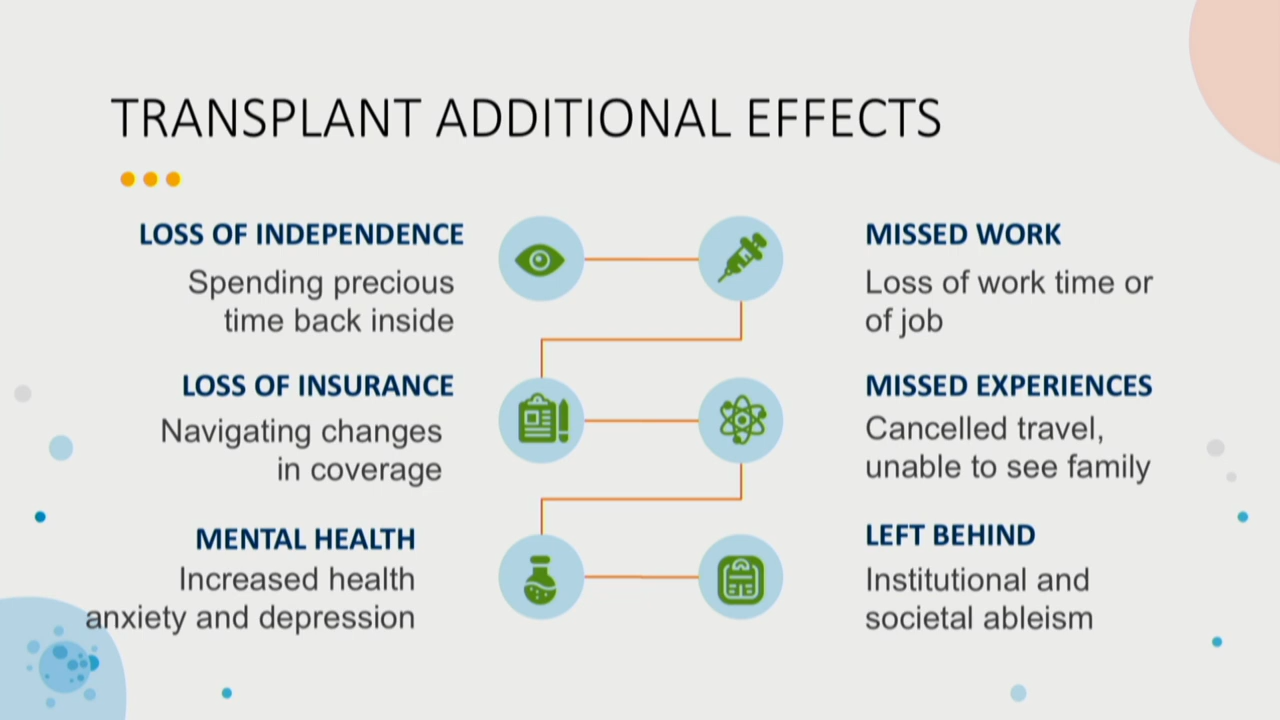 TRANSPLANT ADDITIONAL EFFECTS
LOSS OF INDEPENDENCE
Spending precious
time back inside
MISSED WORK
Loss of work time or
of job
LOSS OF INSURANCE
Navigating changes
in coverage
MISSED EXPERIENCES
Cancelled travel,
unable to see family
MENTAL HEALTH
Increased health
anxiety and depression
LEFT BEHIND
Institutional and
societal ableism